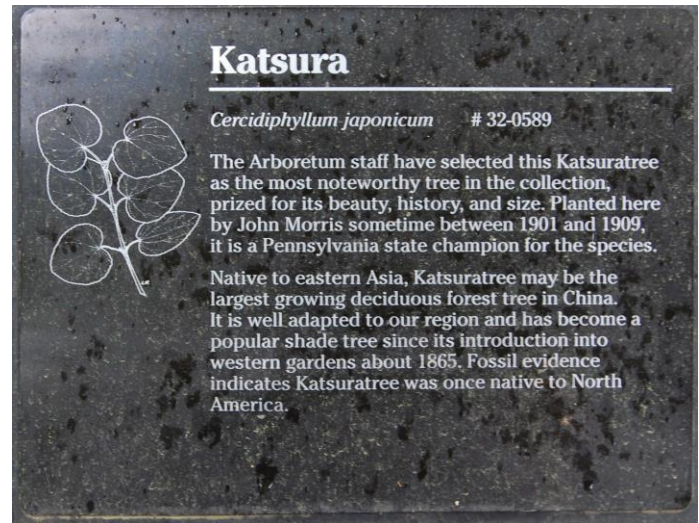 Katsura
Cercidiphyllum japonicum # 32-0589
The Arboretum staff have selected this Katsuratree
as the most noteworthy tree in the collection,
prized for its beauty, history, and size. Planted here
by John Morris sometime between 1901 and 1909,
it is a Pennsylvania state champion for the species.
Native to eastern Asia, Katsuratree may be the
largest growing deciduous forest tree in China.
It is well adapted to our region and has become a
popular shade tree since its introduction into
western gardens about 1865. Fossil evidence
indicates Katsuratree was once native to North
America.